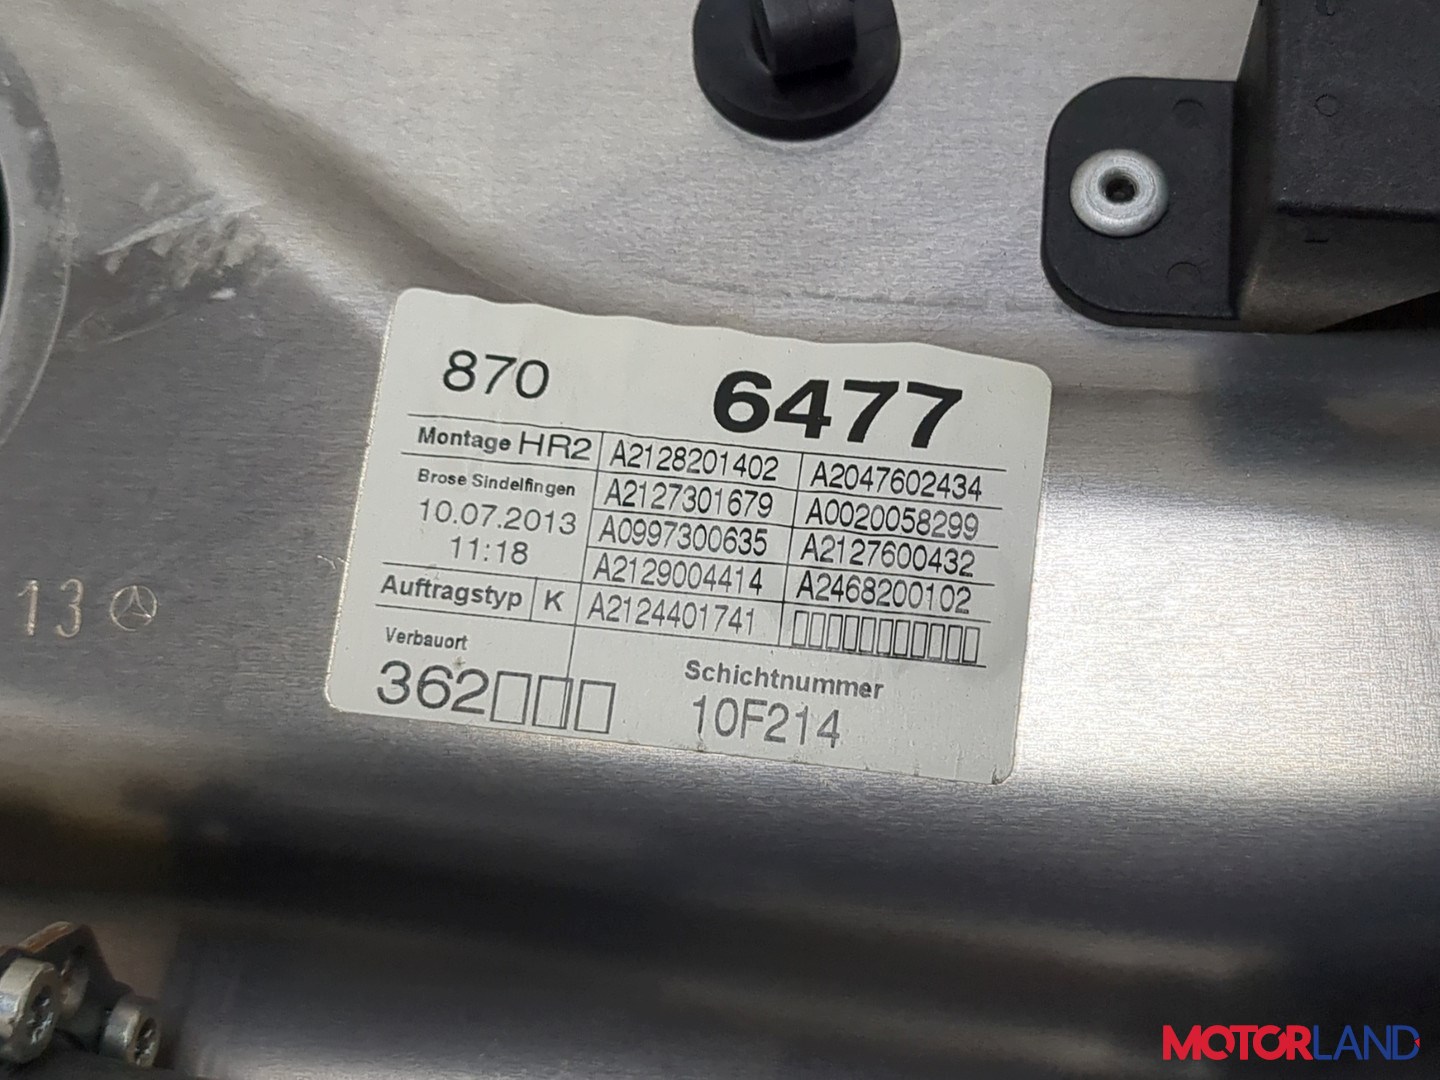 870 6477
Montage HR2 A2128201402 A2047602434
Brose Sindelfingen A2127301679 A0020058299
10.07.2013 A0997300635 A2127600432
11:18 A2129004414 A2468200102
Auftragstyp K A2124401741 ▯▯▯▯▯▯▯▯▯▯▯
Verbauort Schichtnummer
362▯▯▯ 10F214
13
MOTORLAND